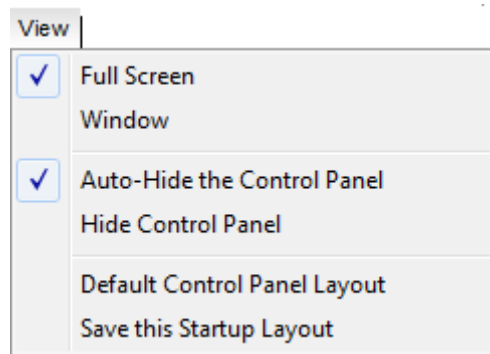 View
Full Screen
Window
Auto-Hide the Control Panel
Hide Control Panel
Default Control Panel Layout
Save this Startup Layout